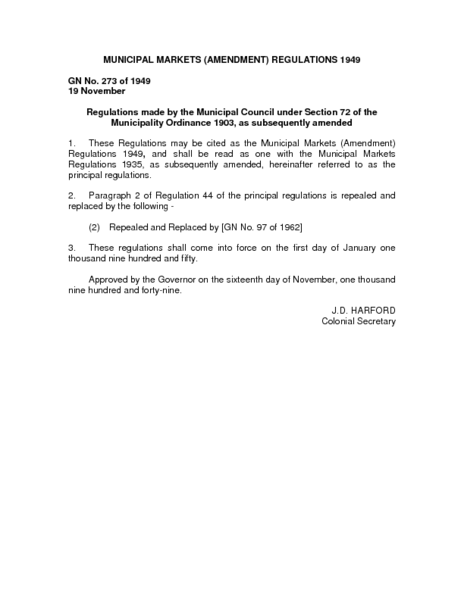 MUNICIPAL MARKETS (AMENDMENT) REGULATIONS 1949
GN No. 273 of 1949
19 November
Regulations made by the Municipal Council under Section 72 of the
Municipality Ordinance 1903, as subsequently amended
1. These Regulations may be cited as the Municipal Markets (Amendment)
Regulations 1949, and shall be read as one with the Municipal Markets
Regulations 1935, as subsequently amended, hereinafter referred to as the
principal regulations.
2. Paragraph 2 of Regulation 44 of the principal regulations is repealed and
replaced by the following -
(2) Repealed and Replaced by [GN No. 97 of 1962]
3. These regulations shall come into force on the first day of January one
thousand nine hundred and fifty.
Approved by the Governor on the sixteenth day of November, one thousand
nine hundred and forty-nine.
J.D. HARFORD
Colonial Secretary